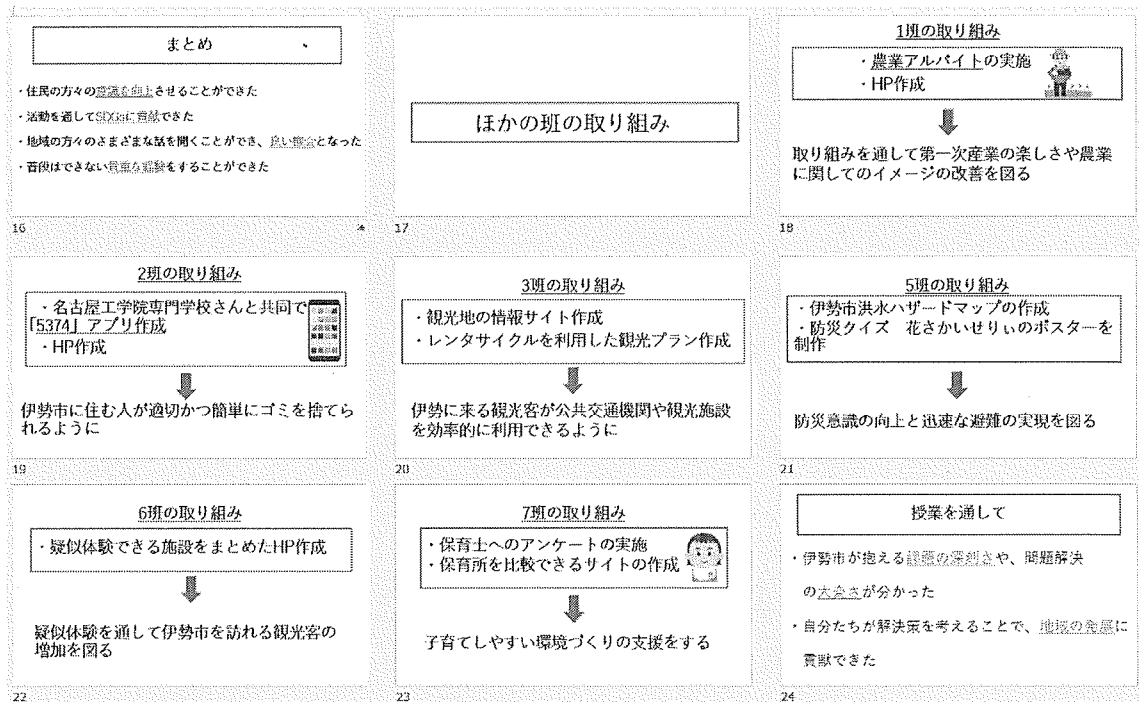 まとめ
・住民の方々の意識を向上させることができた
・活動を通してSDGsに貢献できた
・地域の方々のさまざまな話を聞くことができ、良い機会となった
・普段はできない貴重な経験をすることができた
16
ほかの班の取り組み
17
1班の取り組み
・農業アルバイトの実施
・HP作成
取り組みを通して第一次産業の楽しさや農業
に関してのイメージの改善を図る
18
2班の取り組み
・名古屋工学院専門学校さんと共同で
「5374」アプリ作成
・HP作成
伊勢市に住む人が適切かつ簡単にゴミを捨てら
れるように
19
3班の取り組み
・観光地の情報サイト作成
・レンタサイクルを利用した観光プラン作成
伊勢に来る観光客が公共交通機関や観光施設
を効率的に利用できるように
20
5班の取り組み
・伊勢市洪水ハザードマップの作成
・防災クイズ　花さかいせりぃのポスターを
制作
防災意識の向上と迅速な避難の実現を図る
21
6班の取り組み
・疑似体験できる施設をまとめたHP作成
疑似体験を通して伊勢市を訪れる観光客の
増加を図る
22
7班の取り組み
・保育士へのアンケートの実施
・保育所を比較できるサイトの作成
子育てしやすい環境づくりの支援をする
23
授業を通して
・伊勢市が抱える課題の深刻さや、問題解決
の大変さが分かった
・自分たちが解決策を考えることで、地域の発展に
貢献できた
24